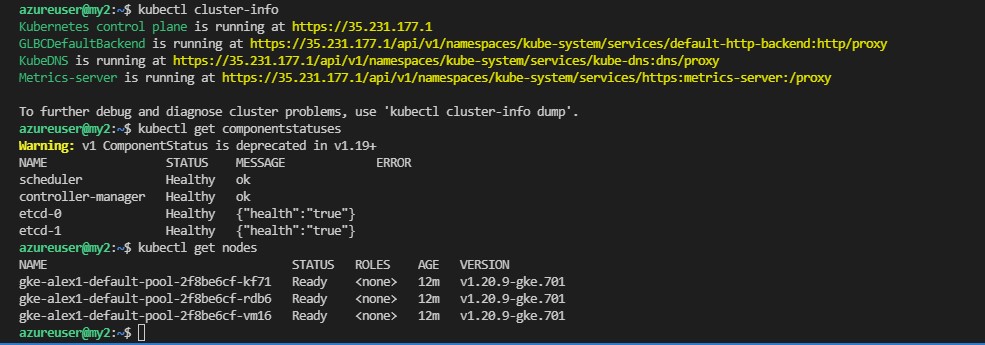 azureuser@my2:~$ kubectl cluster-info
Kubernetes control plane is running at https://35.231.177.1
GLBCDefaultBackend is running at https://35.231.177.1/api/v1/namespaces/kube-system/services/default-http-backend:http/proxy
KubeDNS is running at https://35.231.177.1/api/v1/namespaces/kube-system/services/kube-dns:dns/proxy
Metrics-server is running at https://35.231.177.1/api/v1/namespaces/kube-system/services/https:metrics-server:/proxy
To further debug and diagnose cluster problems, use 'kubectl cluster-info dump'.
azureuser@my2:~$ kubectl get componentstatuses
Warning: v1 ComponentStatus is deprecated in v1.19+
NAME STATUS MESSAGE ERROR
scheduler Healthy ok
controller-manager Healthy ok
etcd-0 Healthy {"health":"true"}
etcd-1 Healthy {"health":"true"}
azureuser@my2:~$ kubectl get nodes
NAME STATUS ROLES AGE VERSION
gke-alex1-default-pool-2f8be6cf-kf71 Ready <none> 12m v1.20.9-gke.701
gke-alex1-default-pool-2f8be6cf-rdb6 Ready <none> 12m v1.20.9-gke.701
gke-alex1-default-pool-2f8be6cf-vm16 Ready <none> 12m v1.20.9-gke.701
azureuser@my2:~$